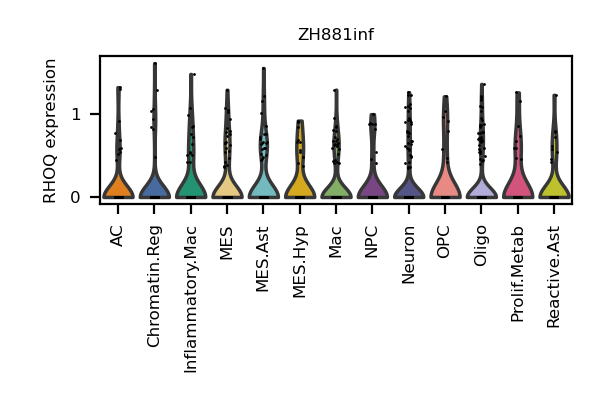 ZH881inf
RHOQ expression
1
0
AC
Chromatin.Reg
Inflammatory.Mac
MES
MES.Ast
MES.Hyp
Mac
NPC
Neuron
OPC
Oligo
Prolif.Metab
Reactive.Ast